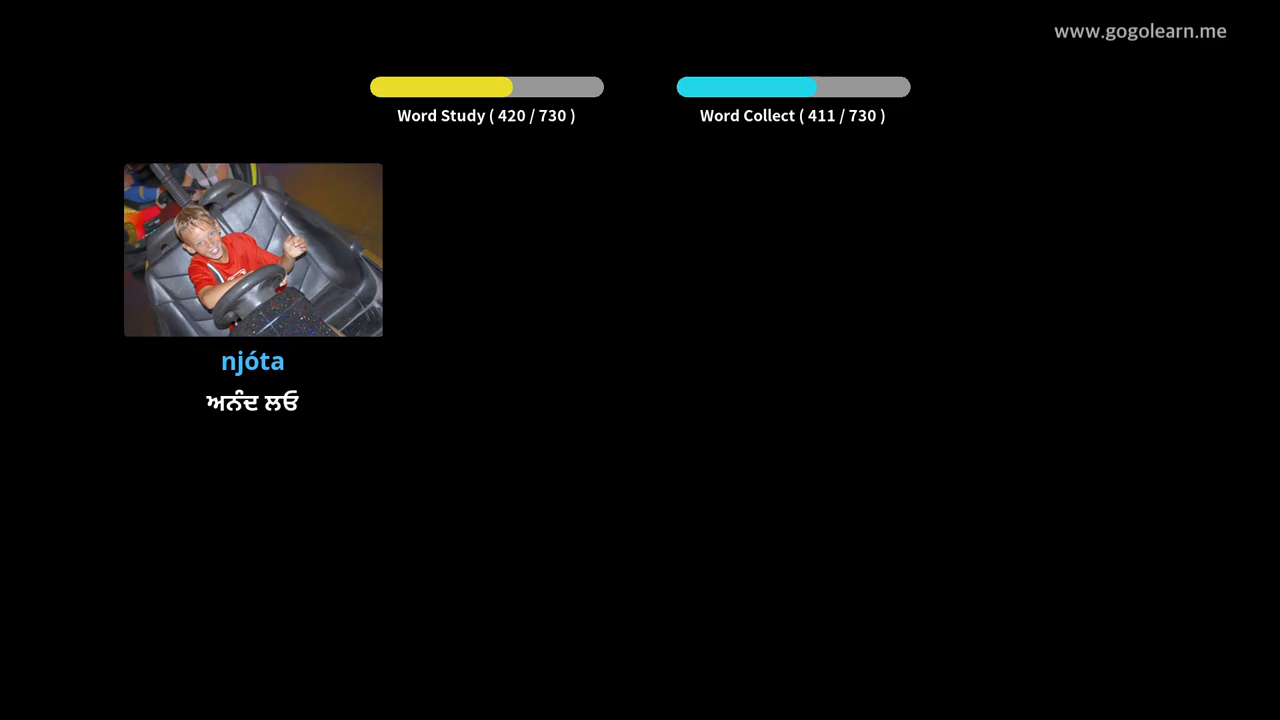 www.gogolearn.me
Word Study ( 420 / 730 )
Word Collect ( 411 / 730 )
njóta
ਅਨੰਦ ਲਓ